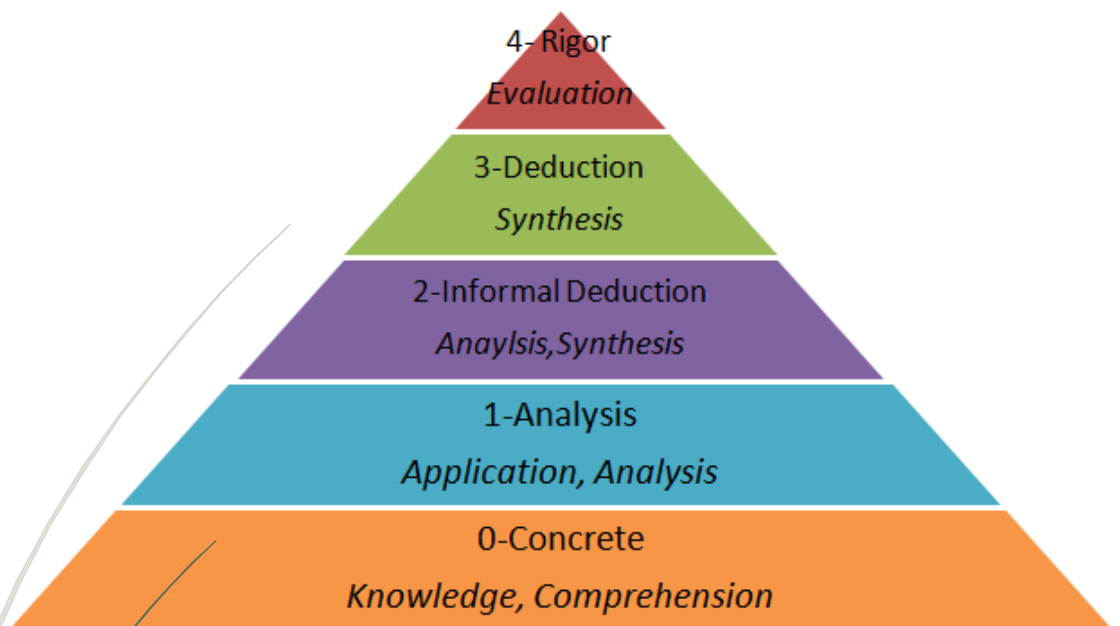 4- Rigor
Evaluation
3-Deduction
Synthesis
2-Informal Deduction
Anaylsis,Synthesis
1-Analysis
Application, Analysis
0-Concrete
Knowledge, Comprehension